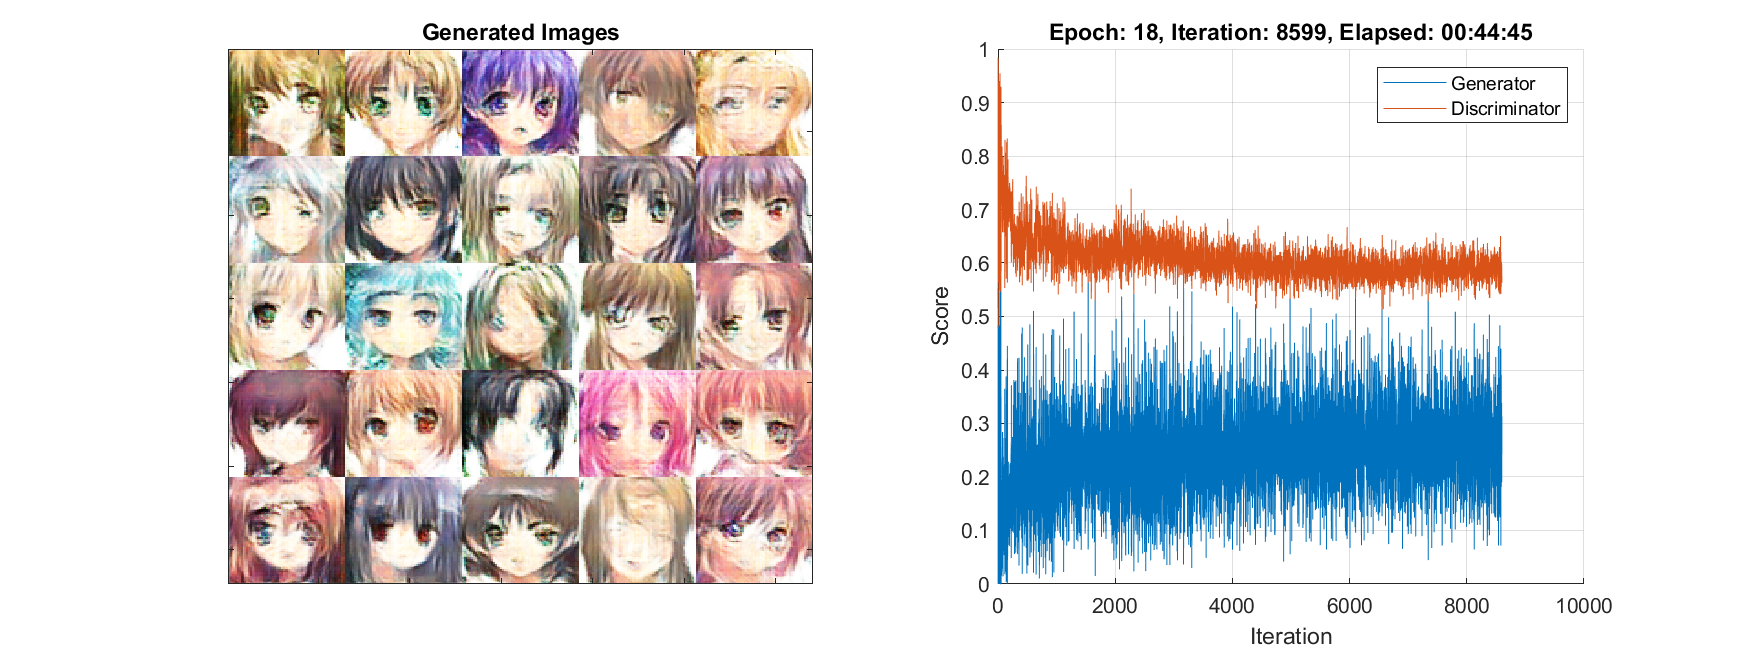 Generated Images
Epoch: 18, Iteration: 8599, Elapsed: 00:44:45
Generator
Discriminator
1
0.9
0.8
0.7
0.6
0.5
0.4
0.3
0.2
0.1
0
Score
0 2000 4000 6000 8000 10000
Iteration